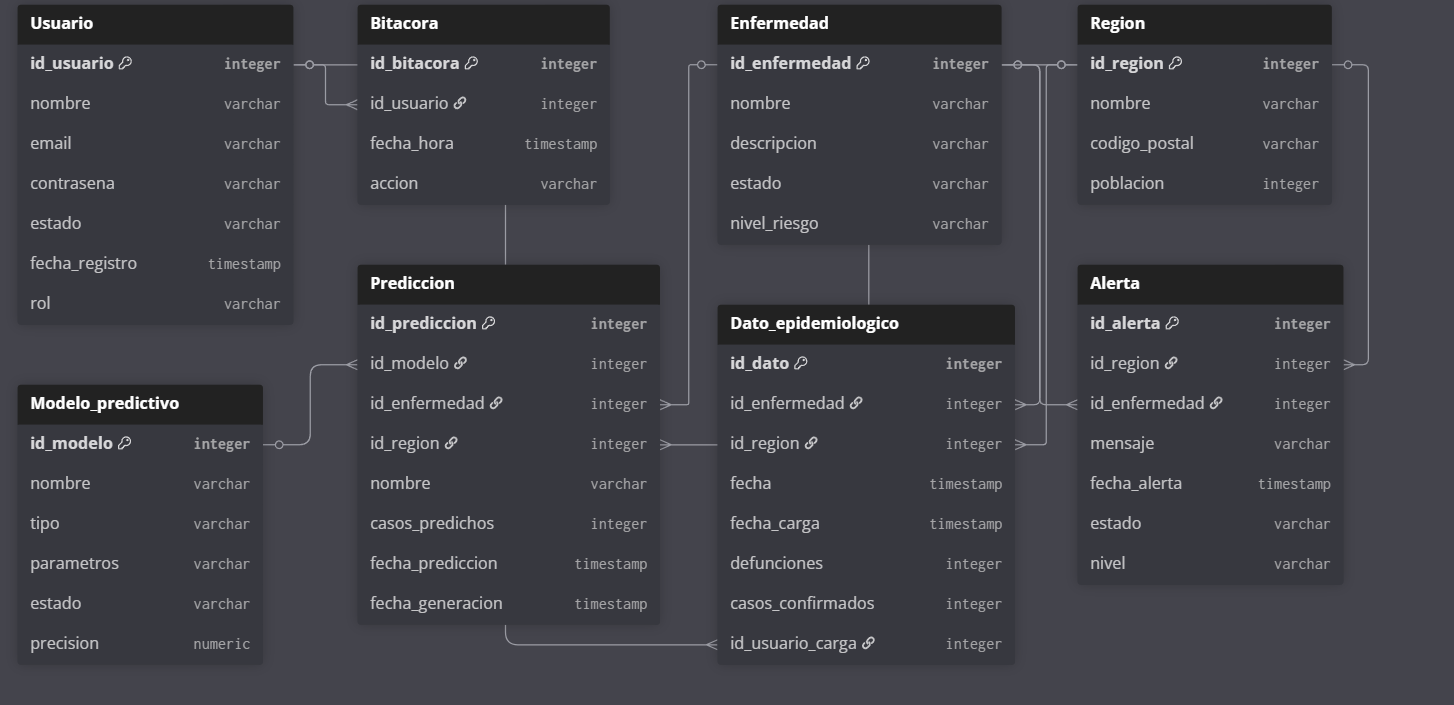 Usuario
id_usuario integer
nombre varchar
email varchar
contrasena varchar
estado varchar
fecha_registro timestamp
rol varchar
Modelo_predictivo
id_modelo integer
nombre varchar
tipo varchar
parametros varchar
estado varchar
precision numeric
Bitacora
id_bitacora integer
id_usuario integer
fecha_hora timestamp
accion varchar
Prediccion
id_prediccion integer
id_modelo integer
id_enfermedad integer
id_region integer
nombre varchar
casos_predichos integer
fecha_prediccion timestamp
fecha_generacion timestamp
Enfermedad
id_enfermedad integer
nombre varchar
descripcion varchar
estado varchar
nivel_riesgo varchar
Dato_epidemiologico
id_dato integer
id_enfermedad integer
id_region integer
fecha timestamp
fecha_carga timestamp
defunciones integer
casos_confirmados integer
id_usuario_carga integer
Region
id_region integer
nombre varchar
codigo_postal varchar
poblacion integer
Alerta
id_alerta integer
id_region integer
id_enfermedad integer
mensaje varchar
fecha_alerta timestamp
estado varchar
nivel varchar